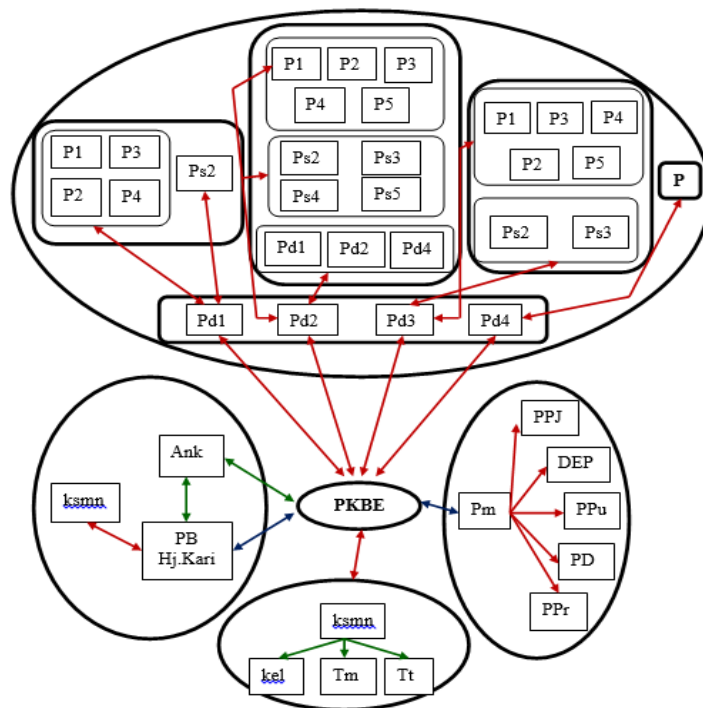 P1 P2 P3
P4 P5
Ps2 Ps3
Ps4 Ps5
Pd1 Pd2 Pd4
P1 P3
P2 P4
Ps2
P1 P3 P4
P2 P5
Ps2 Ps3
P
Pd1 Pd2 Pd3 Pd4
Ank
ksmn
PB
Hj.Kari
PKBE
Pm
PPJ
DEP
PPu
PD
PPr
ksmn
kel Tm Tt